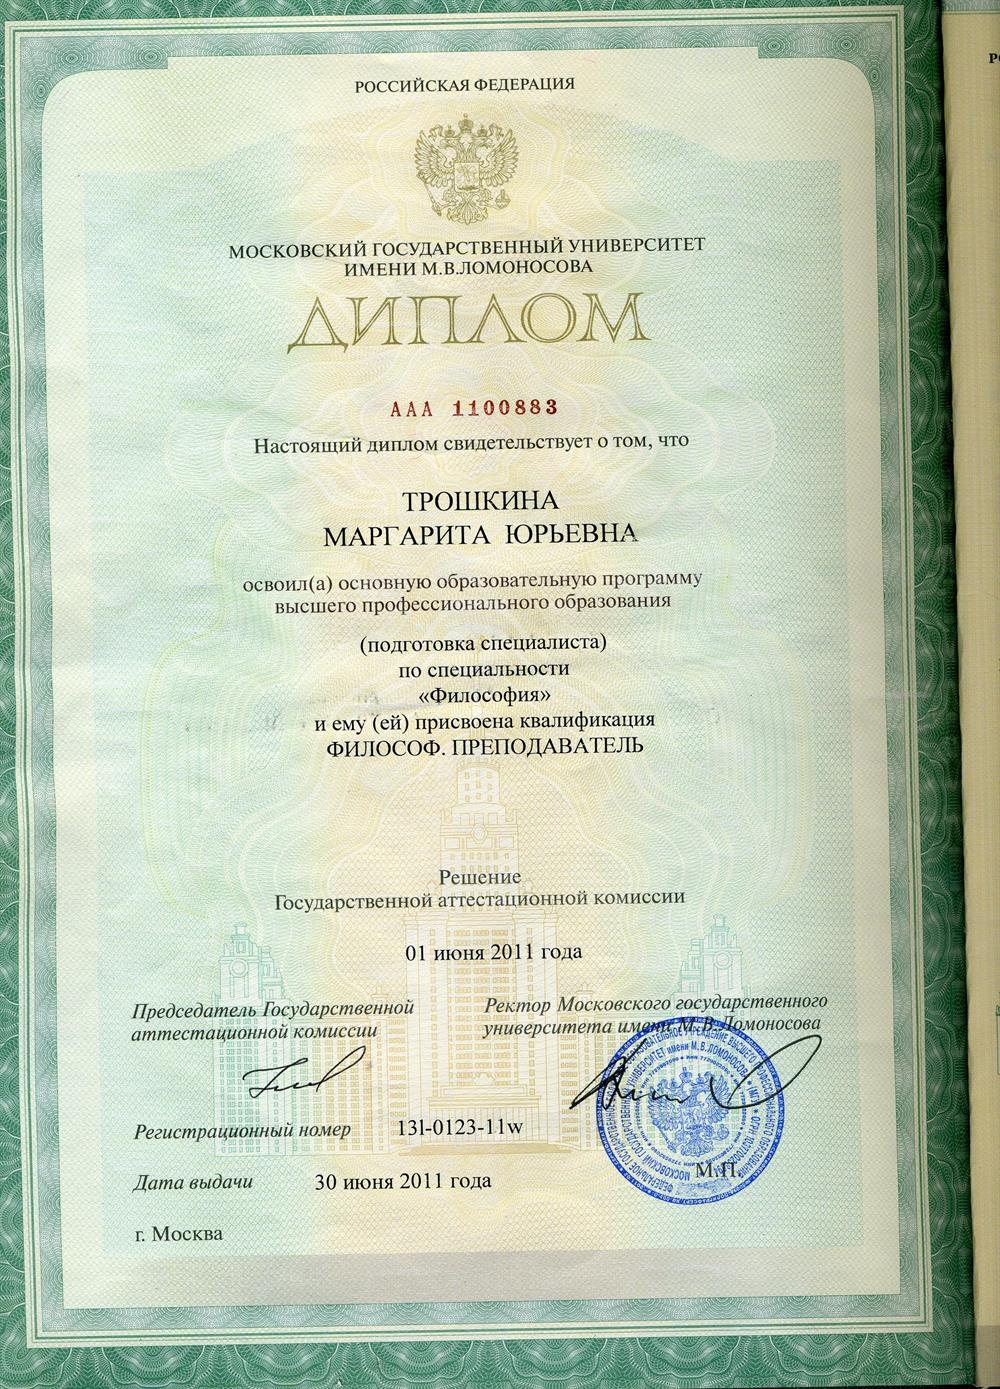 РОССИЙСКАЯ ФЕДЕРАЦИЯ
МОСКОВСКИЙ ГОСУДАРСТВЕННЫЙ УНИВЕРСИТЕТ
ИМЕНИ М.В.ЛОМОНОСОВА
ДИПЛОМ
ААА 1100883
Настоящий диплом свидетельствует о том, что
ТРОШКИНА
МАРГАРИТА ЮРЬЕВНА
освоил(а) основную образовательную программу
высшего профессионального образования
(подготовка специалиста)
по специальности
«Философия»
и ему (ей) присвоена квалификация
ФИЛОСОФ. ПРЕПОДАВАТЕЛЬ
Решение
Государственной аттестационной комиссии
01 июня 2011 года
Председатель Государственной
аттестационной комиссии
Ректор Московского государственного
университета имени М.В.Ломоносова
Регистрационный номер 13l-0123-11w
М.П.
Дата выдачи 30 июня 2011 года
г. Москва